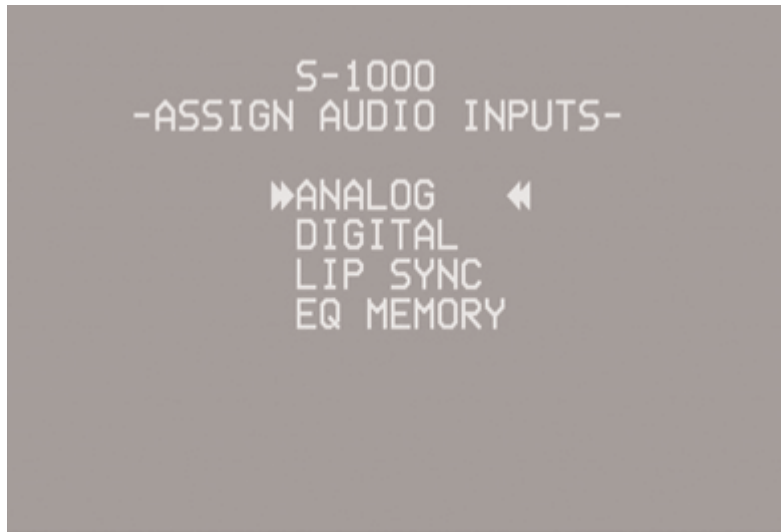 S-1000
-ASSIGN AUDIO INPUTS-
ANALOG
DIGITAL
LIP SYNC
EQ MEMORY